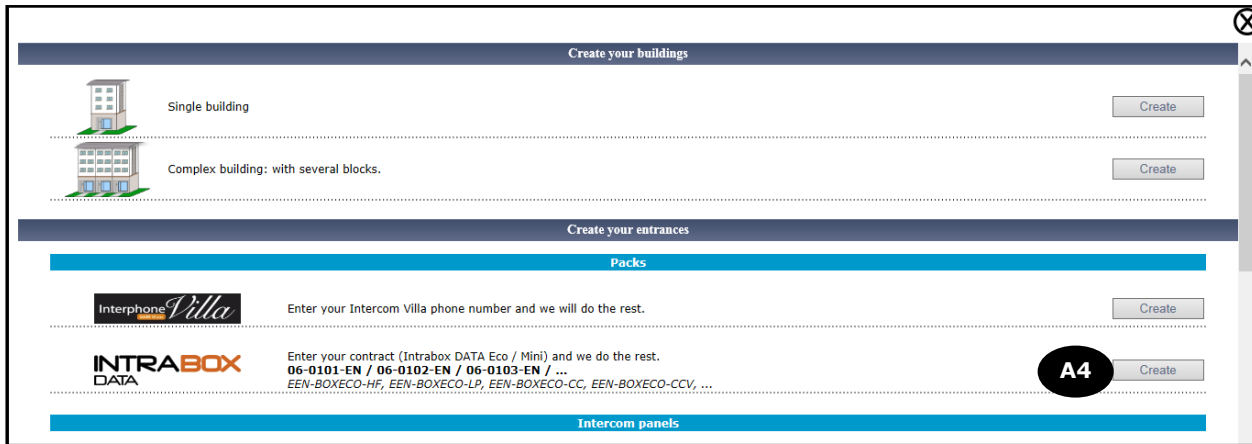 Create your buildings
Single building
Create
Complex building: with several blocks.
Create
Create your entrances
Packs
Interphone Villa
Enter your Intercom Villa phone number and we will do the rest.
Create
INTRABOX
DATA
Enter your contract (Intrabox DATA Eco / Mini) and we do the rest.
06-0101-EN / 06-0102-EN / 06-0103-EN / ...
EEN-BOXECO-HF, EEN-BOXECO-LP, EEN-BOXECO-CC, EEN-BOXECO-CCV, ...
A4
Create
Intercom panels